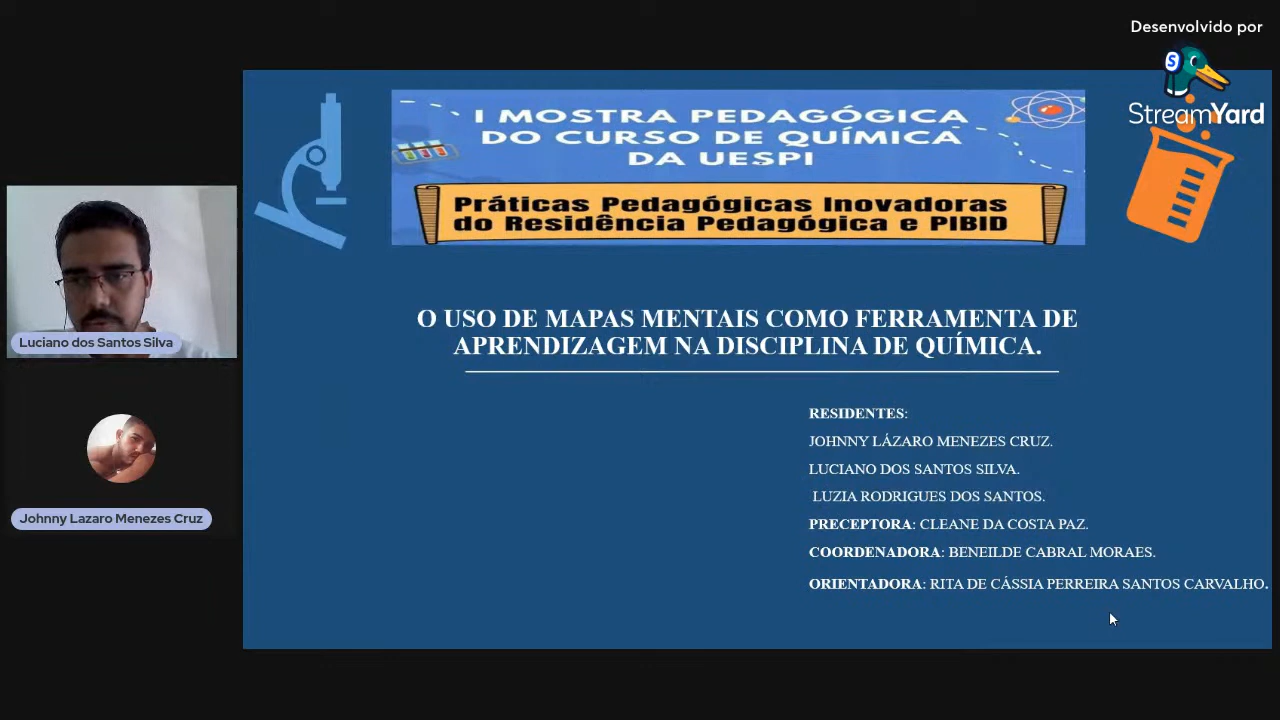 Desenvolvido por
StreamYard
I MOSTRA PEDAGÓGICA
DO CURSO DE QUÍMICA
DA UESPI
Práticas Pedagógicas Inovadoras
do Residência Pedagógica e PIBID
O USO DE MAPAS MENTAIS COMO FERRAMENTA DE
APRENDIZAGEM NA DISCIPLINA DE QUÍMICA.
RESIDENTES:
JOHNNY LÁZARO MENEZES CRUZ.
LUCIANO DOS SANTOS SILVA.
LUZIA RODRIGUES DOS SANTOS.
PRECEPTORA: CLEANE DA COSTA PAZ.
COORDENADORA: BENEILDE CABRAL MORAES.
ORIENTADORA: RITA DE CÁSSIA PERREIRA SANTOS CARVALHO.
Luciano dos Santos Silva
Johnny Lazaro Menezes Cruz